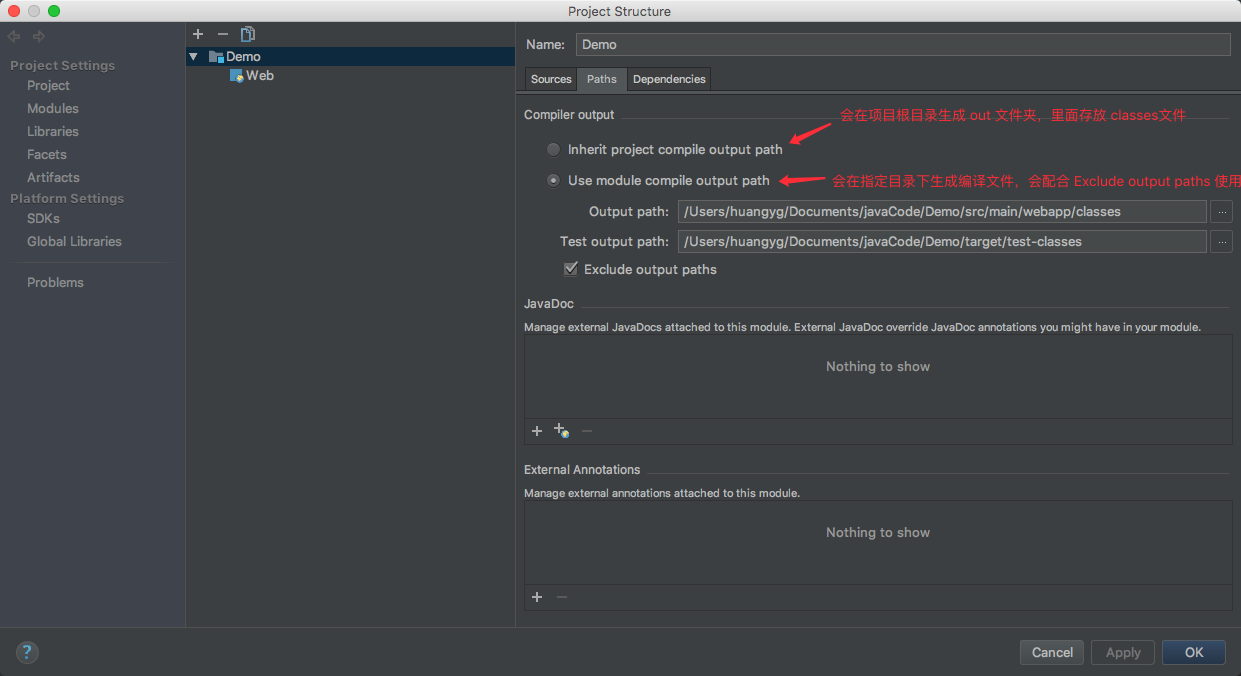 Project Structure
Project Settings
Project
Modules
Libraries
Facets
Artifacts
Platform Settings
SDKs
Global Libraries
Problems
Demo
Web
Name: Demo
Sources Paths Dependencies
Compiler output
会在项目根目录生成 out 文件夹，里面存放 classes文件
Inherit project compile output path
Use module compile output path
会在指定目录下生成编译文件，会配合 Exclude output paths 使用
Output path: /Users/huangyg/Documents/javaCode/Demo/src/main/webapp/classes ...
Test output path: /Users/huangyg/Documents/javaCode/Demo/target/test-classes ...
Exclude output paths
JavaDoc
Manage external JavaDocs attached to this module. External JavaDoc override JavaDoc annotations you might have in your module.
Nothing to show
External Annotations
Manage external annotations attached to this module.
Nothing to show
?
Cancel Apply OK